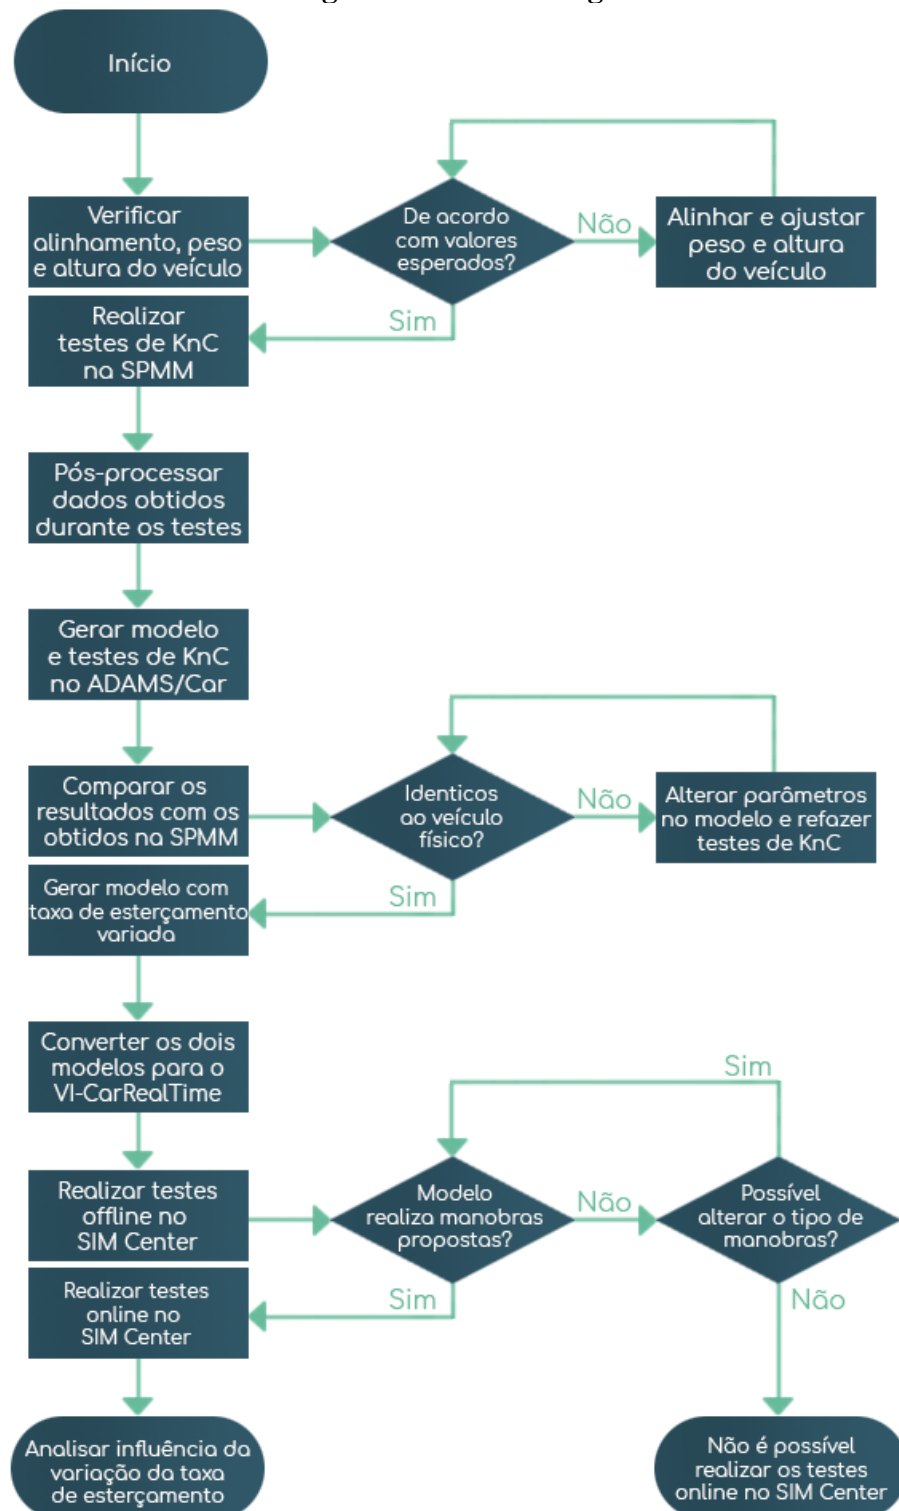 Início
Verificar
alinhamento, peso
e altura do veículo
De acordo
com valores
esperados?
Não
Alinhar e ajustar
peso e altura
do veículo
Sim
Realizar
testes de KnC
na SPMM
Pós-processar
dados obtidos
durante os testes
Gerar modelo
e testes de KnC
no ADAMS/Car
Comparar os
resultados com os
obtidos na SPMM
Identicos
ao veículo
físico?
Não
Alterar parâmetros
no modelo e refazer
testes de KnC
Sim
Gerar modelo com
taxa de esterçamento
variada
Converter os dois
modelos para o
VI-CarRealTime
Sim
Realizar testes
offline no
SIM Center
Modelo
realiza manobras
propostas?
Não
Possível
alterar o tipo de
manobras?
Sim
Não
Realizar testes
online no
SIM Center
Analisar influência da
variação da taxa
de esterçamento
Não é possível
realizar os testes
online no SIM Center